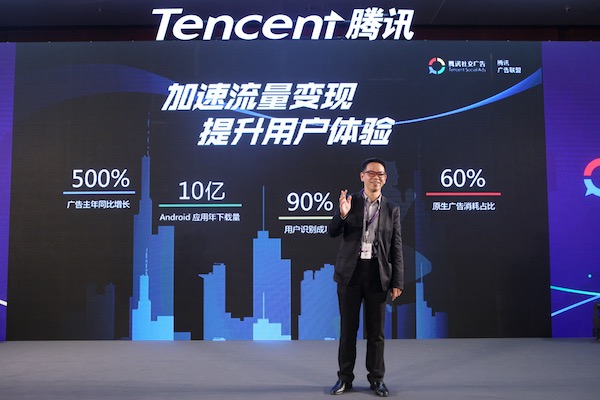 Tencent 腾讯
腾讯社交广告
Tencent Social Ads
腾讯
广告联盟
加速流量变现
提升用户体验
500%
广告主年同比增长
10亿
Android 应用年下载量
90%
用户识别成
60%
原生广告消耗占比